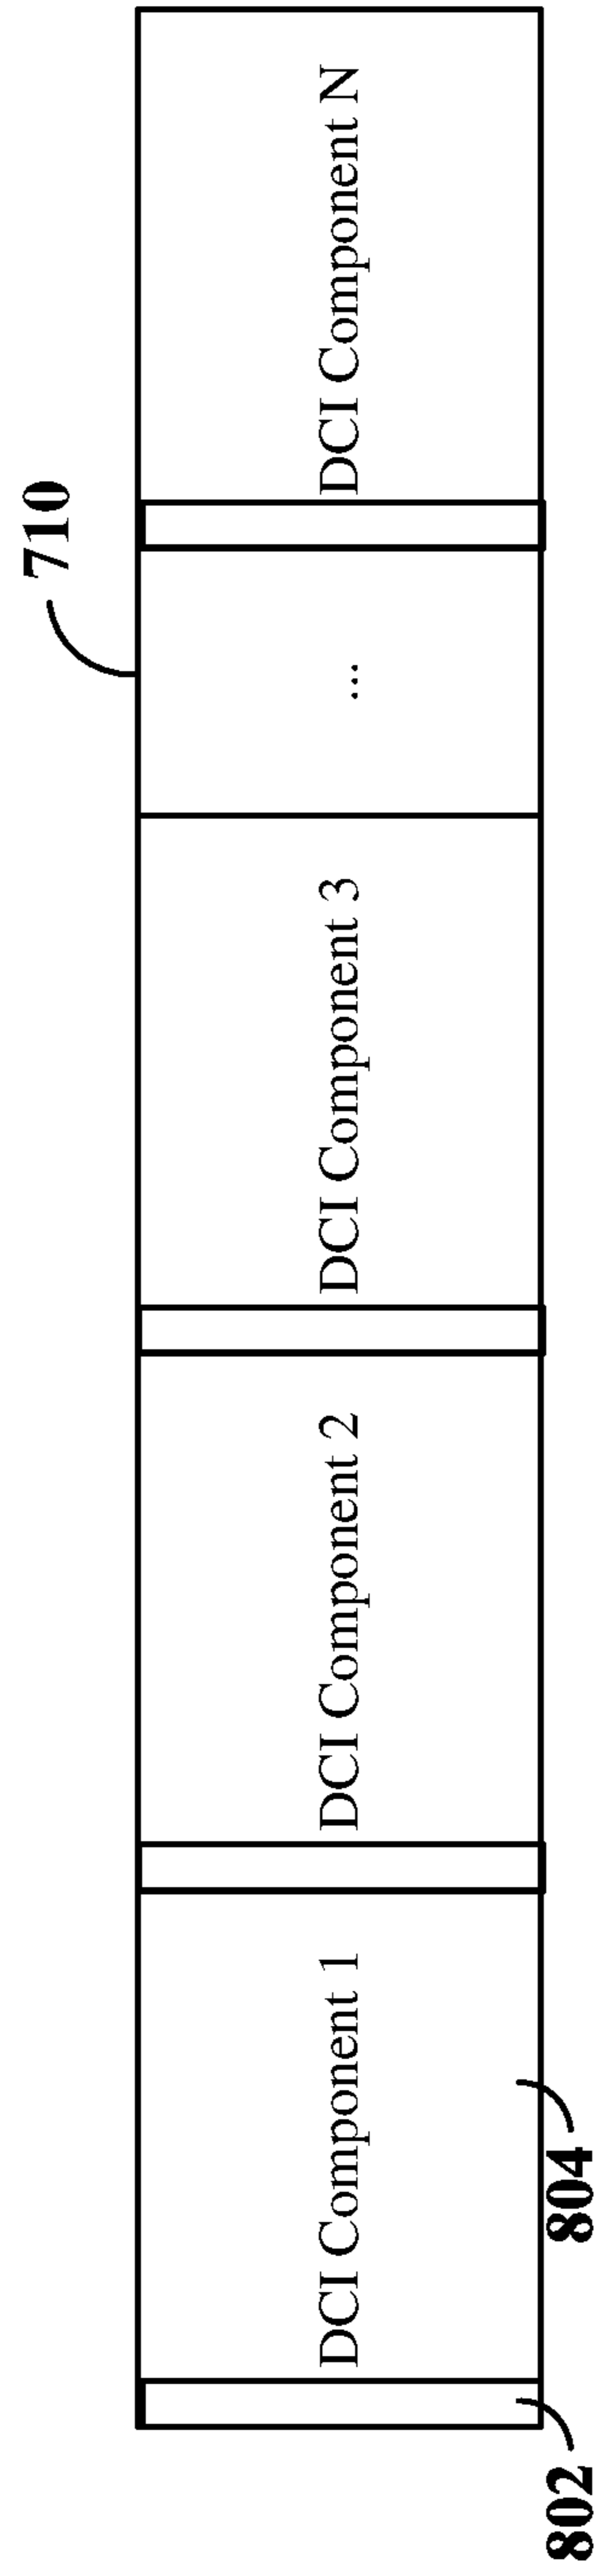 710
DCI Component 1
DCI Component 2
DCI Component 3
...
DCI Component N
802
804